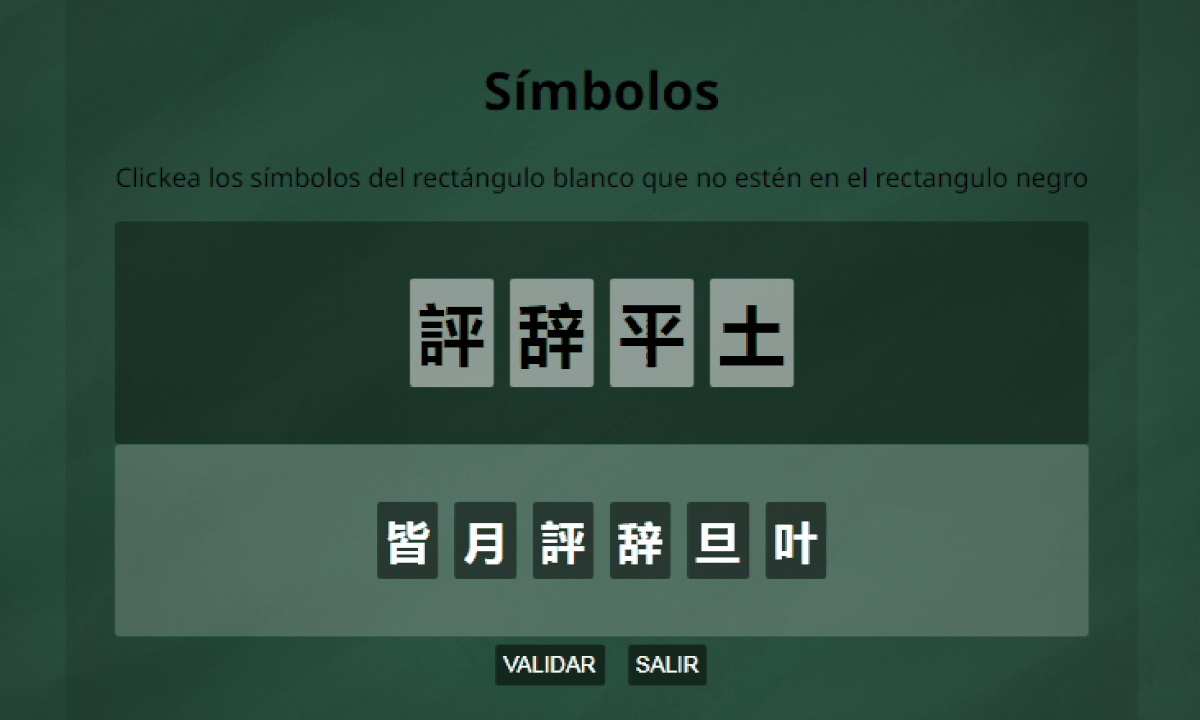 Símbolos
Clickea los símbolos del rectángulo blanco que no estén en el rectangulo negro
評 辞 平 土
皆 月 評 辞 旦 叶
VALIDAR SALIR